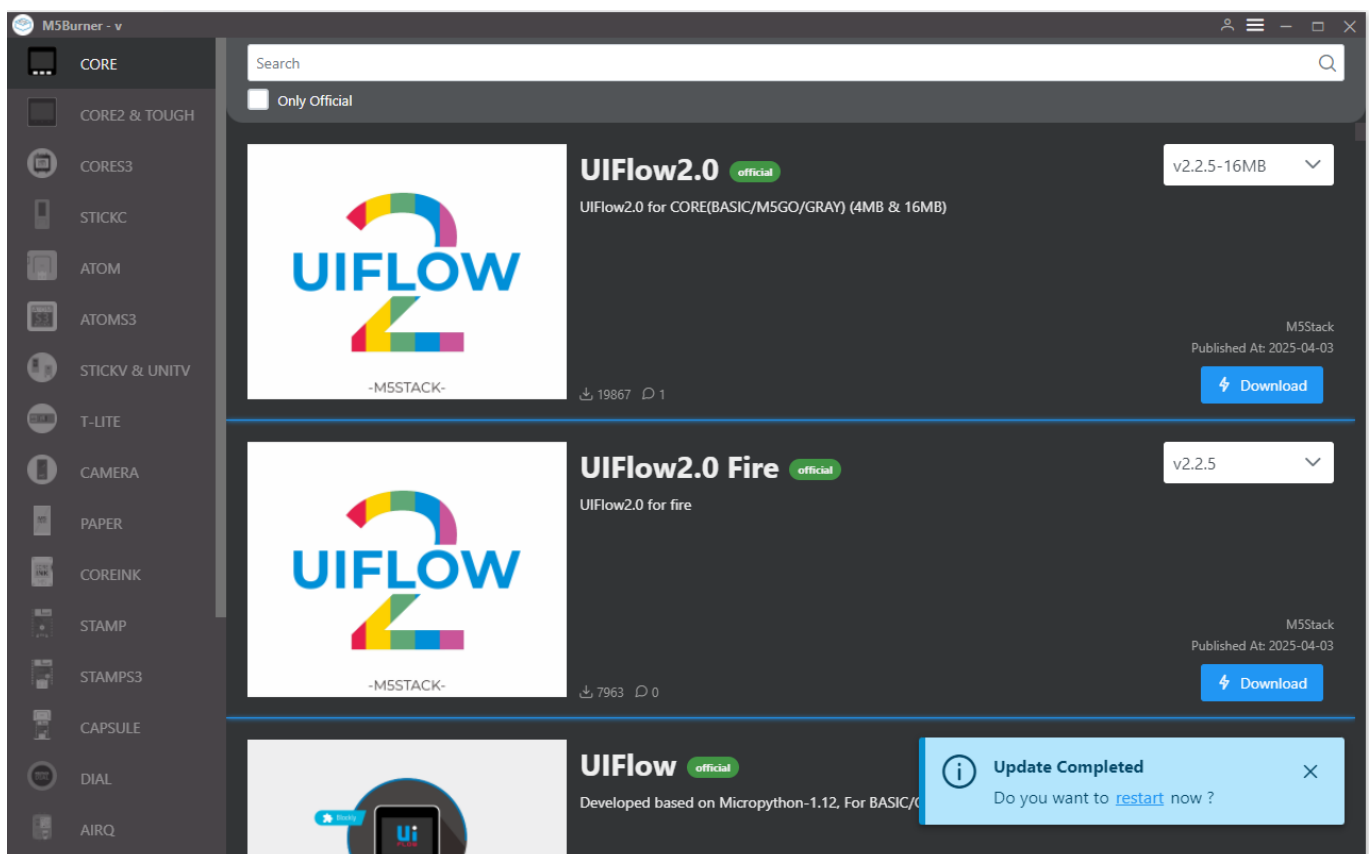 M5Burner - v
CORE
CORE2 & TOUGH
CORES3
STICKC
ATOM
ATOMS3
STICKV & UNITV
T-LITE
CAMERA
PAPER
COREINK
STAMP
STAMPS3
CAPSULE
DIAL
AIRQ
Search
Only Official
UIFLOW
2
-M5STACK-
UIFlow2.0 official
v2.2.5-16MB
UIFlow2.0 for CORE(BASIC/M5GO/GRAY) (4MB & 16MB)
M5Stack
Published At: 2025-04-03
19867 1
Download
UIFLOW
2
-M5STACK-
UIFlow2.0 Fire official
v2.2.5
UIFlow2.0 for fire
M5Stack
Published At: 2025-04-03
7963 0
Download
Ui
FLOW
UIFlow official
Developed based on Micropython-1.12, For BASIC/
Update Completed
Do you want to restart now ?